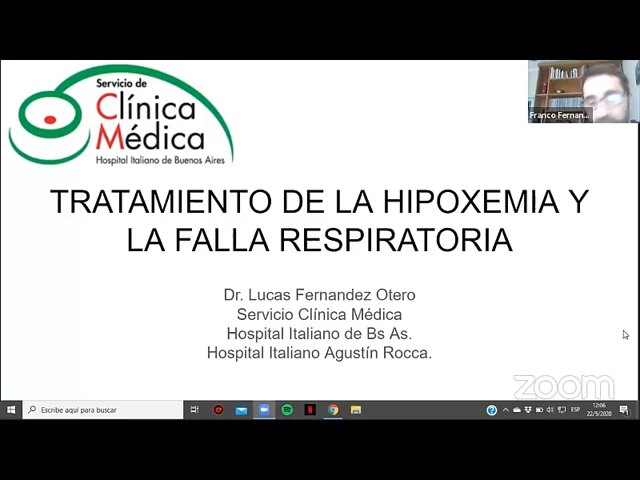 Servicio de
Clínica
Médica
Hospital Italiano de Buenos Aires
Franco Fernan...
TRATAMIENTO DE LA HIPOXEMIA Y
LA FALLA RESPIRATORIA
Dr. Lucas Fernandez Otero
Servicio Clínica Médica
Hospital Italiano de Bs As.
Hospital Italiano Agustín Rocca.
zoom
Escribe aquí para buscar
ESP
12:06
22/5/2020